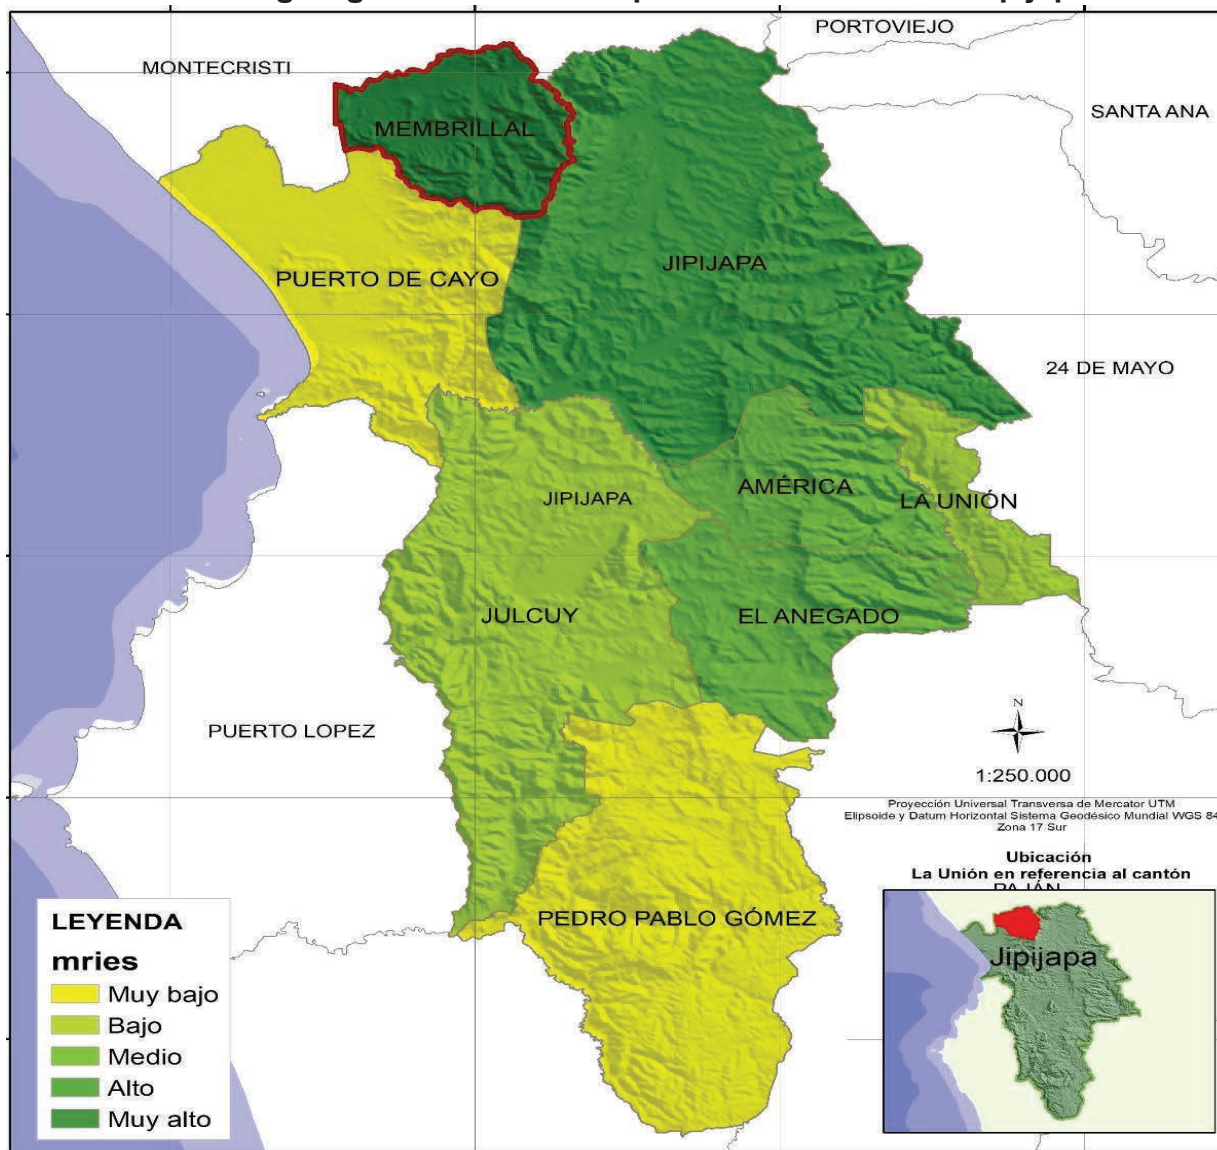 PORTOVIEJO
MONTECRISTI
SANTA ANA
MEMBRILLAL
JIPIJAPA
PUERTO DE CAYO
24 DE MAYO
AMÉRICA
JIPIJAPA
LA UNIÓN
JULCUY
EL ANEGADO
PUERTO LOPEZ
N
1:250.000
Proyección Universal Transversa de Mercator UTM
Elipsoide y Datum Horizontal Sistema Geodésico Mundial WGS 84
Zona 17 Sur
Ubicación
La Unión en referencia al cantón
PAJÁN
PEDRO PABLO GÓMEZ
LEYENDA
mries
Muy bajo
Bajo
Medio
Alto
Muy alto
Jipijapa